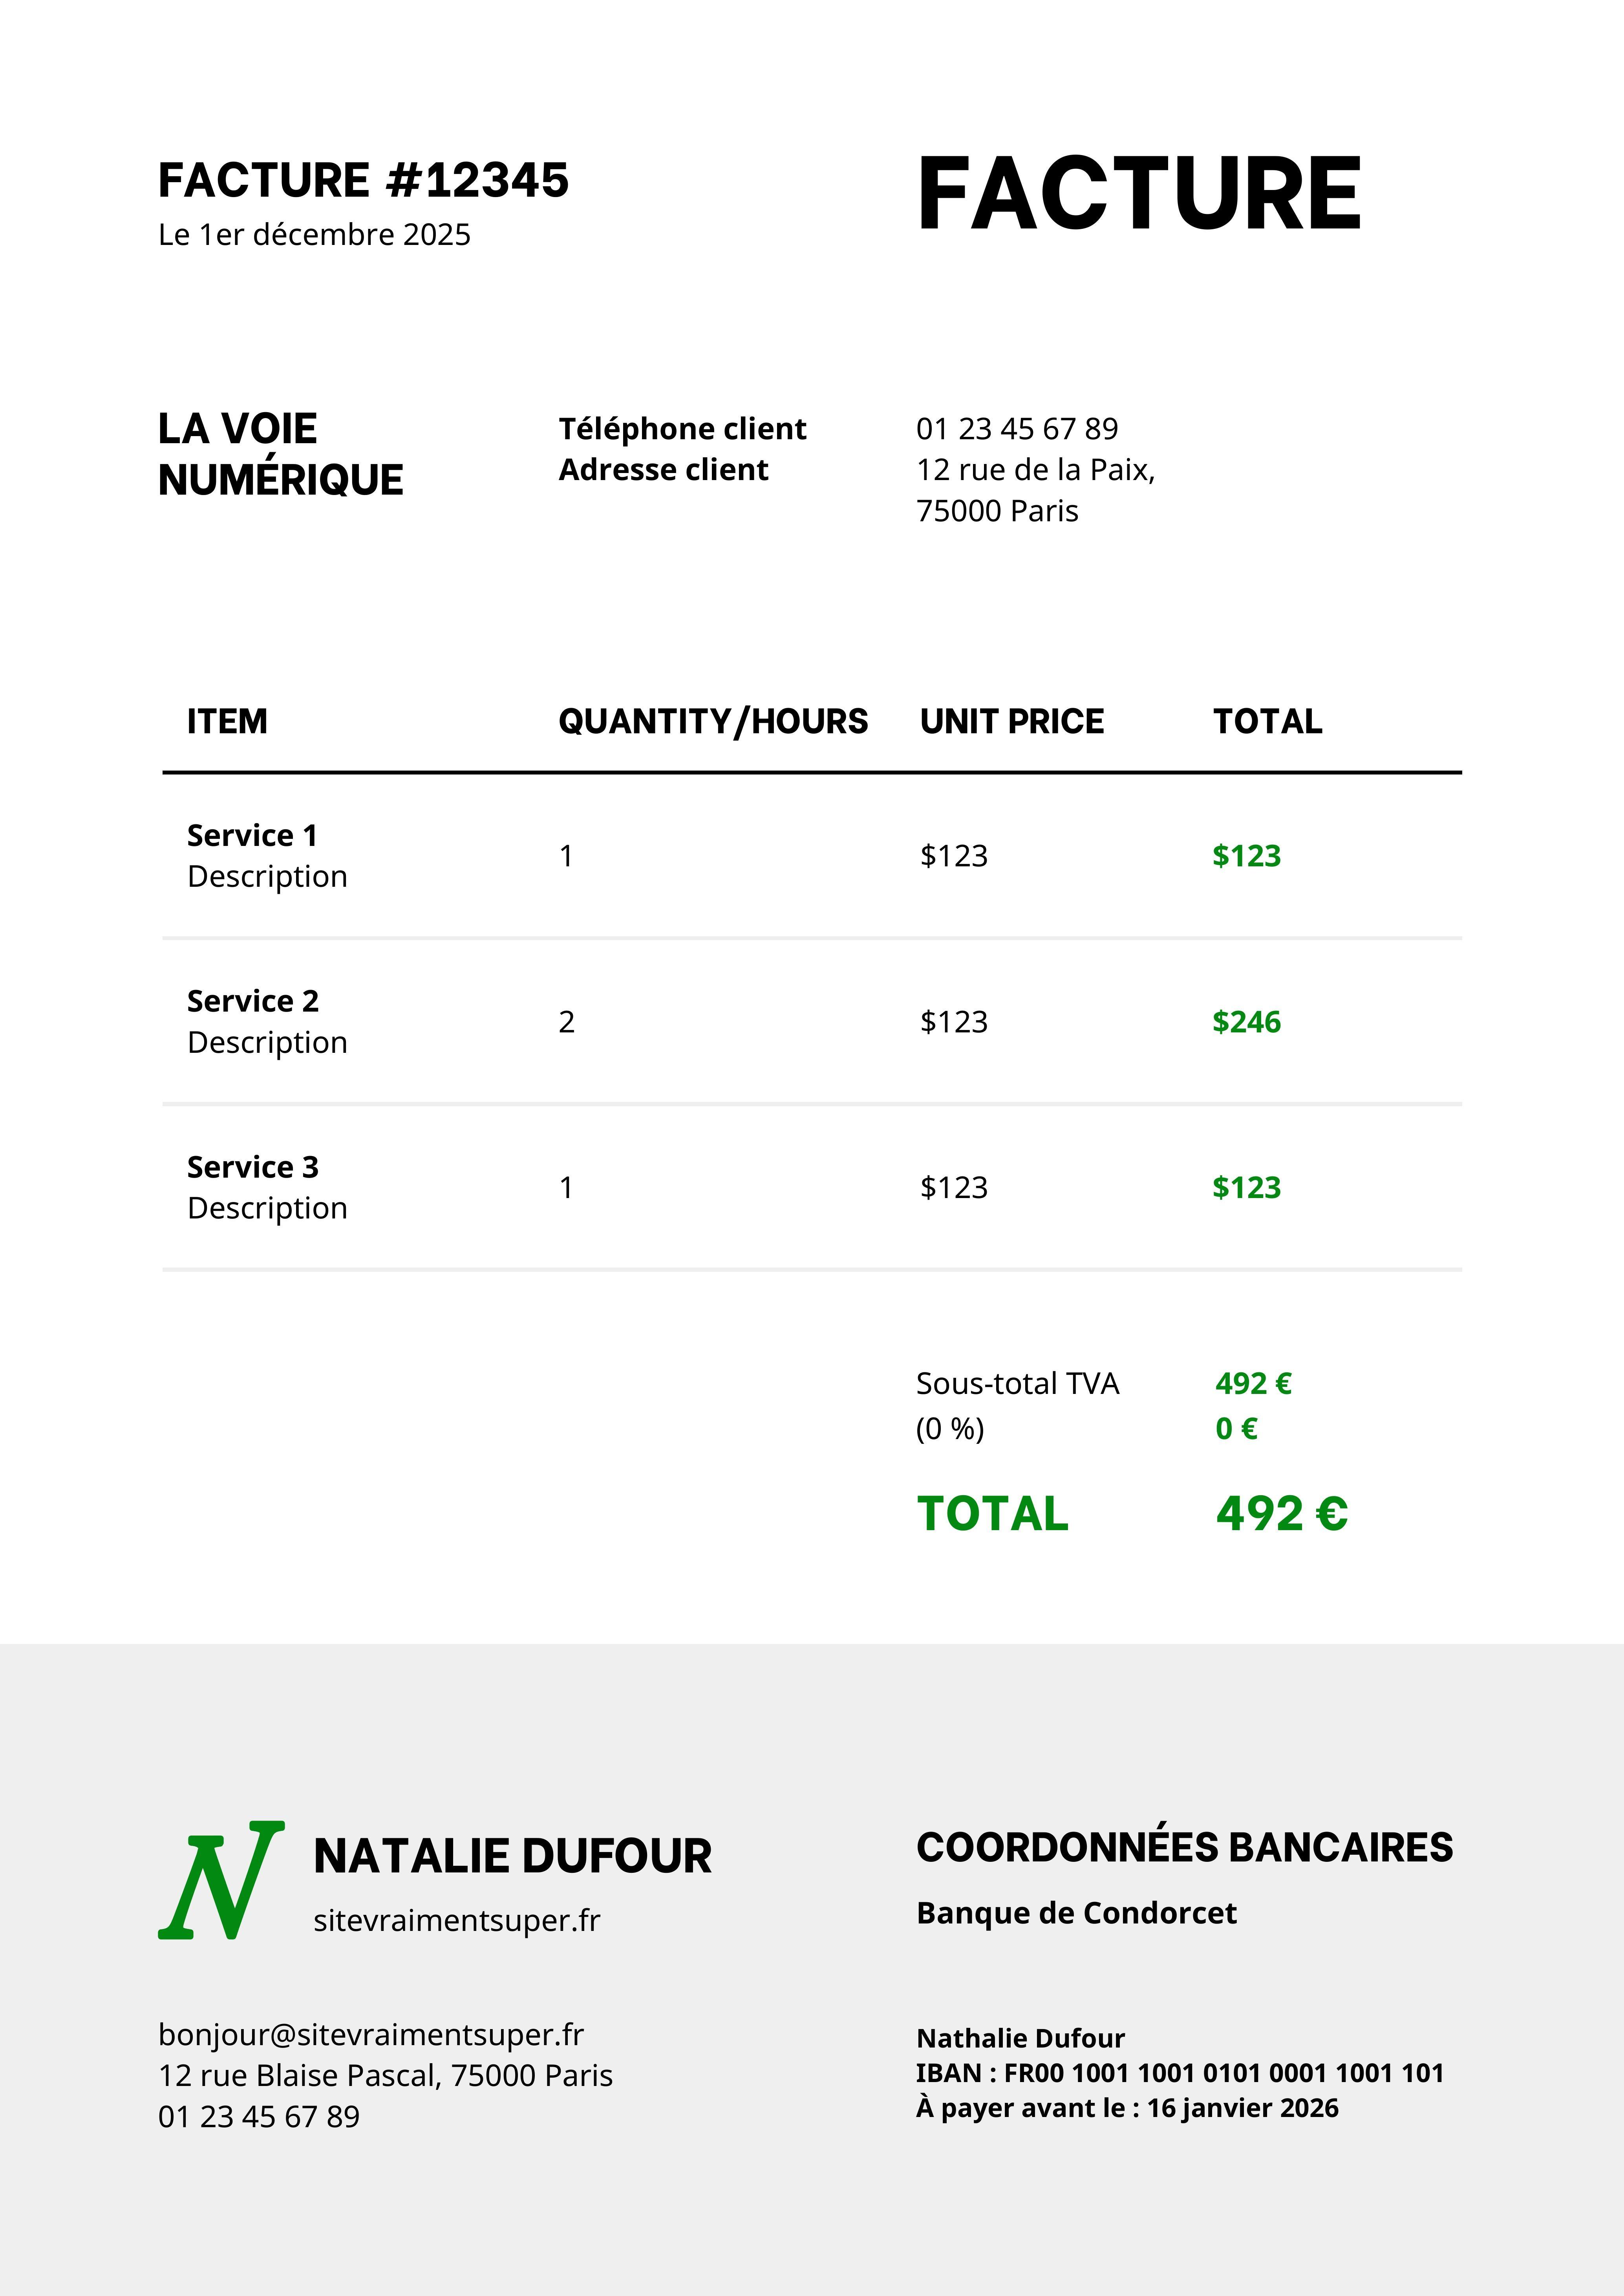 FACTURE #12345
Le 1er décembre 2025
FACTURE
LA VOIE
NUMÉRIQUE
Téléphone client
Adresse client
01 23 45 67 89
12 rue de la Paix,
75000 Paris
ITEM QUANTITY/HOURS UNIT PRICE TOTAL
Service 1
Description
1 $123 $123
Service 2
Description
2 $123 $246
Service 3
Description
1 $123 $123
Sous-total TVA 492 €
(0 %) 0 €
TOTAL 492 €
N
NATALIE DUFOUR
sitevraimentsuper.fr
bonjour@sitevraimentsuper.fr
12 rue Blaise Pascal, 75000 Paris
01 23 45 67 89
COORDONNÉES BANCAIRES
Banque de Condorcet
Nathalie Dufour
IBAN : FR00 1001 1001 0101 0001 1001 101
À payer avant le : 16 janvier 2026